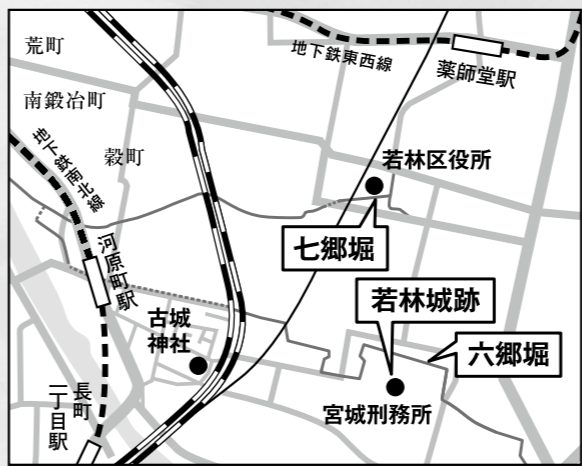 荒町
地下鉄東西線
薬師堂駅
南鍛冶町
地下鉄南北線
穀町
若林区役所
七郷堀
河原町駅
若林城跡
古城
神社
六郷堀
宮城刑務所
長町
一丁目駅